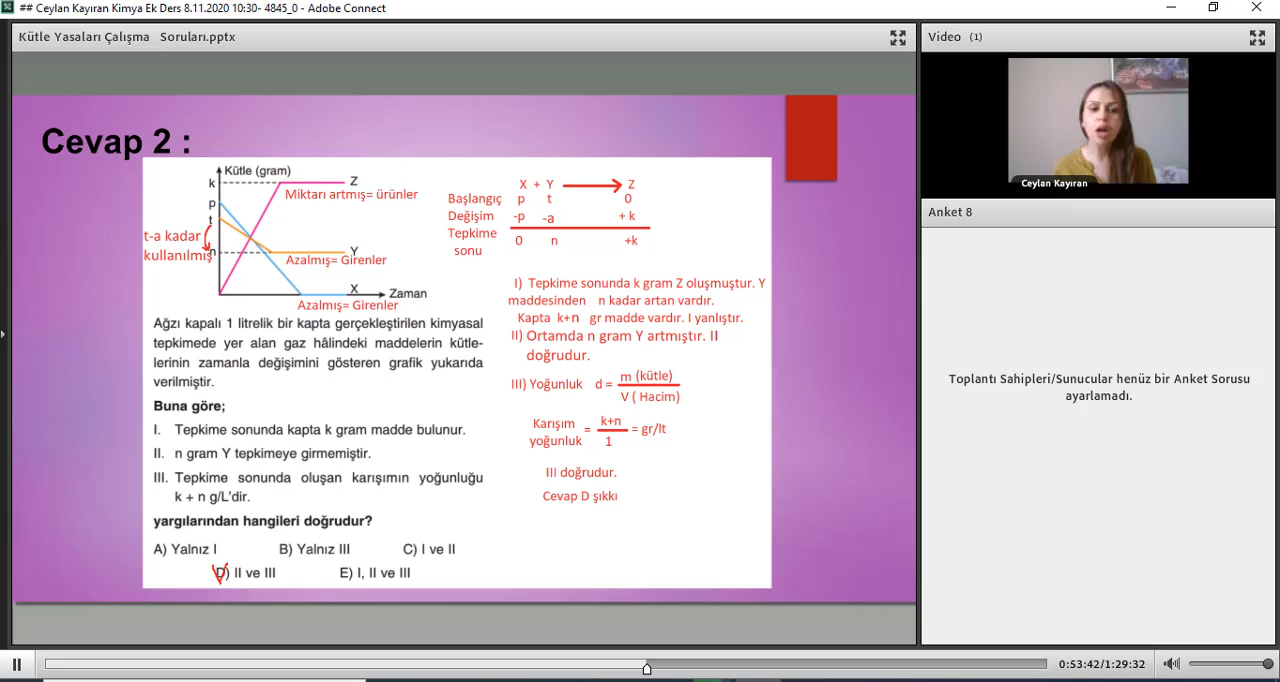 ## Ceylan Kayıran Kimya Ek Ders 8.11.2020 10:30- 4845_0 - Adobe Connect
Kütle Yasaları Çalışma Soruları.pptx
Cevap 2 :
Kütle (gram)
k
Z
Miktarı artmış= ürünler
p
t
t-a kadar
kullanılmış
n
Y
Azalmış= Girenler
X
Zaman
Azalmış= Girenler
Ağzı kapalı 1 litrelik bir kapta gerçekleştirilen kimyasal
tepkimede yer alan gaz hâlindeki maddelerin kütle-
lerinin zamanla değişimini gösteren grafik yukarıda
verilmiştir.
Buna göre;
I. Tepkime sonunda kapta k gram madde bulunur.
II. n gram Y tepkimeye girmemiştir.
III. Tepkime sonunda oluşan karışımın yoğunluğu
k + n g/L'dir.
yargılarından hangileri doğrudur?
A) Yalnız I B) Yalnız III C) I ve II
D) II ve III E) I, II ve III
X + Y Z
Başlangıç p t 0
Değişim -p -a + k
Tepkime
sonu 0 n +k
I) Tepkime sonunda k gram Z oluşmuştur. Y
maddesinden n kadar artan vardır.
Kapta k+n gr madde vardır. I yanlıştır.
II) Ortamda n gram Y artmıştır. II
doğrudur.
III) Yoğunluk d = m (kütle)
V ( Hacim)
Karışım
yoğunluk = k+n = gr/lt
1
III doğrudur.
Cevap D şıkkı
Video (1)
Ceylan Kayıran
Anket 8
Toplantı Sahipleri/Sunucular henüz bir Anket Sorusu
ayarlamadı.
0:53:42/1:29:32